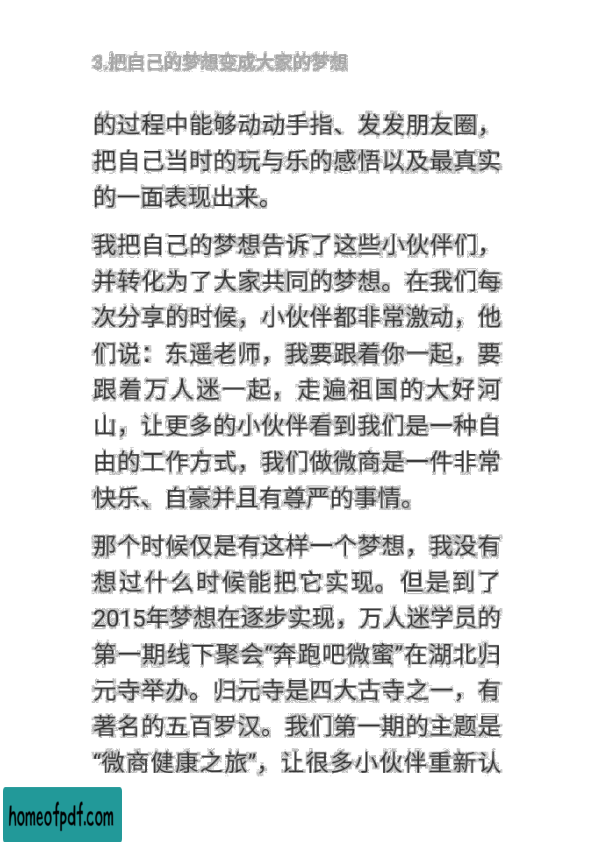 3.把自己的梦想变成大家的梦想
的过程中能够动动手指、发发朋友圈，
把自己当时的玩与乐的感悟以及最真实
的一面表现出来。
我把自己的梦想告诉了这些小伙伴们，
并转化为了大家共同的梦想。在我们每
次分享的时候，小伙伴都非常激动，他
们说：东遥老师，我要跟着你一起，要
跟着万人迷一起，走遍祖国的大好河
山，让更多的小伙伴看到我们是一种自
由的工作方式，我们做微商是一件非常
快乐、自豪并且有尊严的事情。
那个时候仅是有这样一个梦想，我没有
想过什么时候能把它实现。但是到了
2015年梦想在逐步实现，万人迷学员的
第一期线下聚会“奔跑吧微蜜”在湖北归
元寺举办。归元寺是四大古寺之一，有
著名的五百罗汉。我们第一期的主题是
“微商健康之旅”，让很多小伙伴重新认
homeofpdf.com